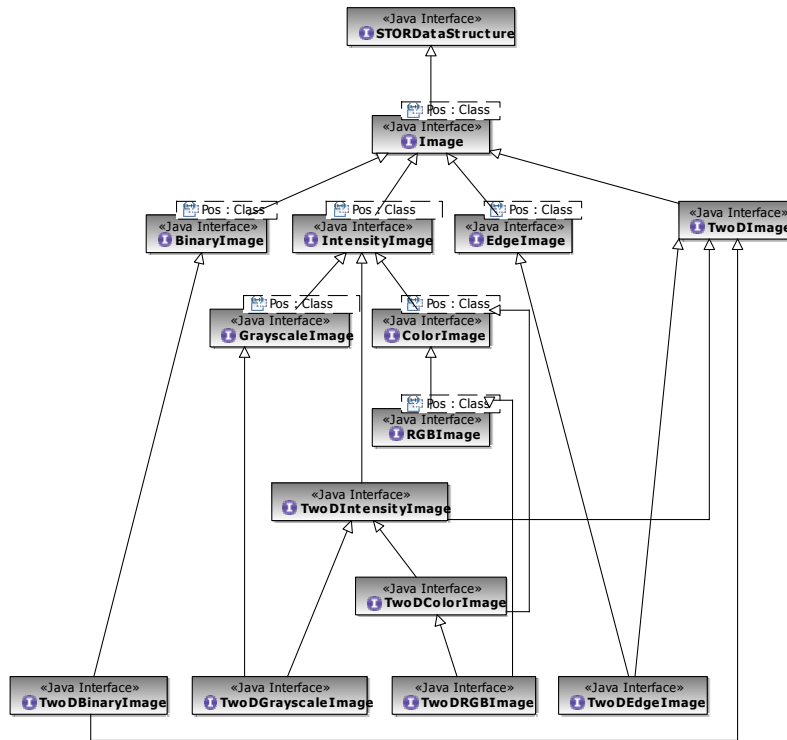 «Java Interface»
STORDataStructure
Pos : Class
«Java Interface»
Image
Pos : Class
«Java Interface»
BinaryImage
Pos : Class
«Java Interface»
IntensityImage
Pos : Class
«Java Interface»
EdgeImage
«Java Interface»
TwoDImage
Pos : Class
«Java Interface»
GrayscaleImage
Pos : Class
«Java Interface»
ColorImage
Pos : Class
«Java Interface»
RGBImage
«Java Interface»
TwoDIntensityImage
«Java Interface»
TwoDColorImage
«Java Interface»
TwoDBinaryImage
«Java Interface»
TwoDGrayscaleImage
«Java Interface»
TwoDRGBImage
«Java Interface»
TwoDEdgeImage